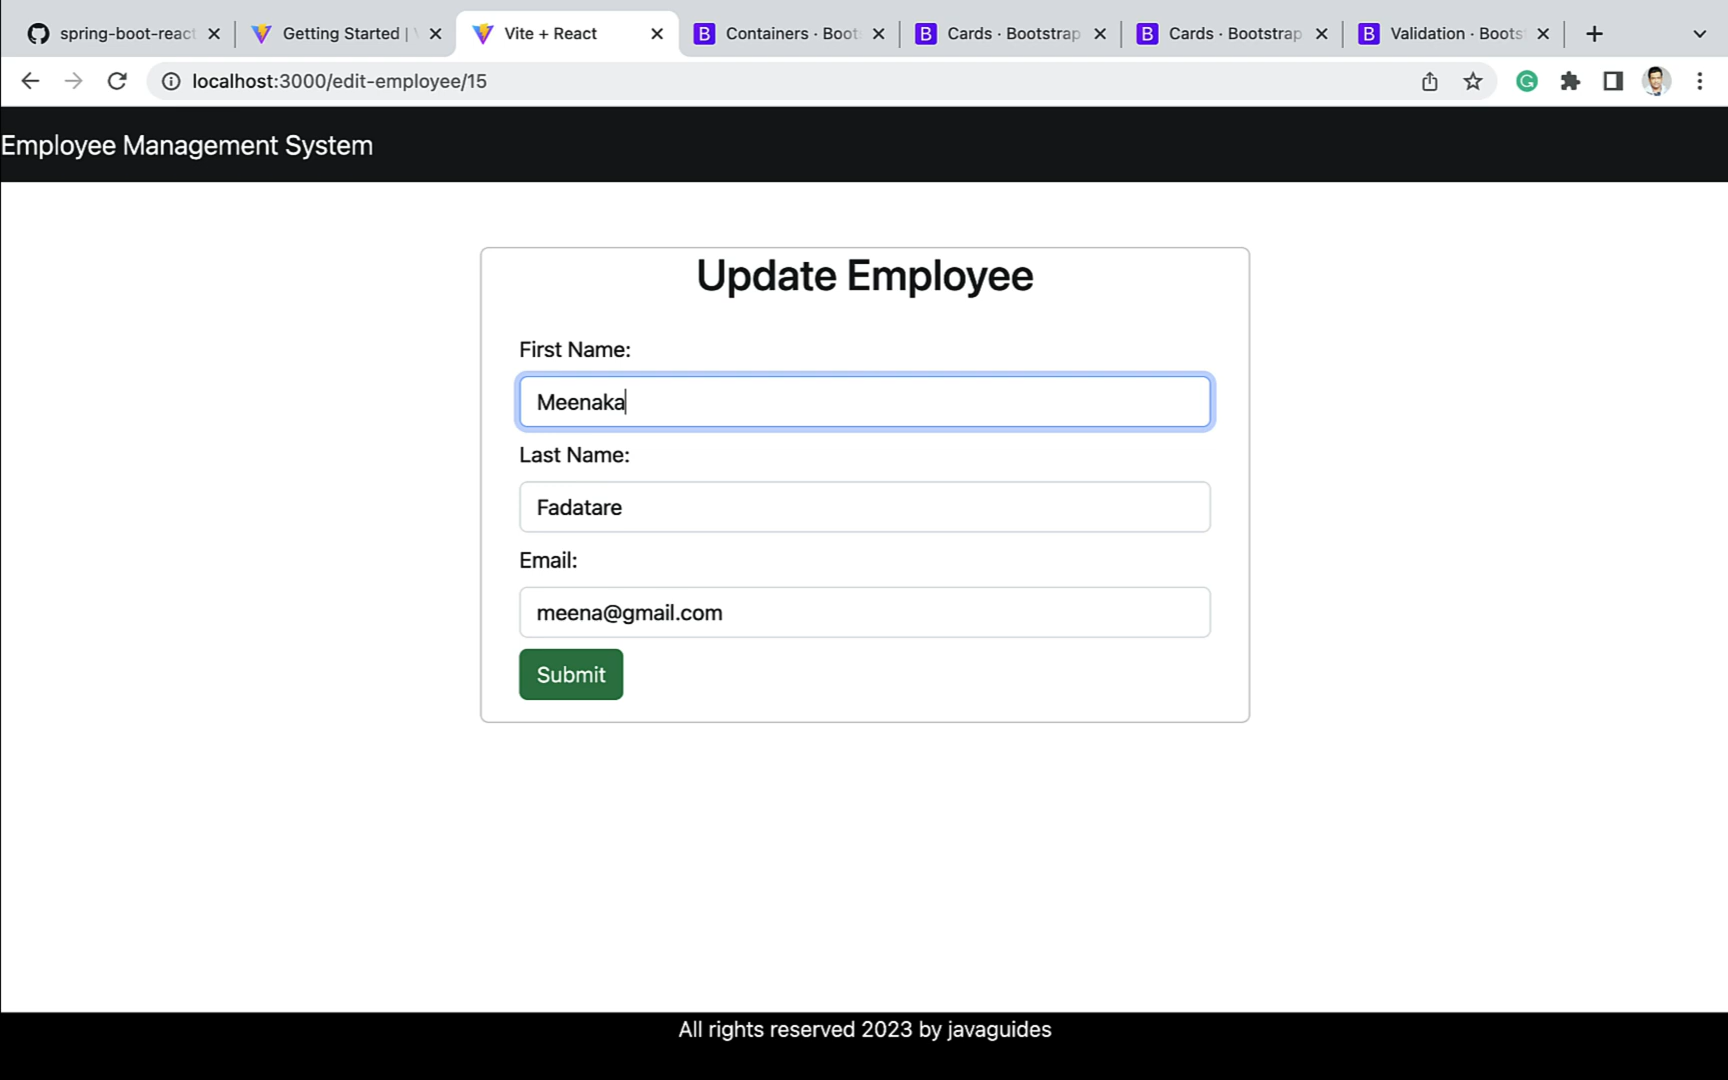 spring-boot-react
Getting Started |
Vite + React
Containers · Boot
Cards · Bootstrap
Cards · Bootstrap
Validation · Boots
localhost:3000/edit-employee/15
Employee Management System
Update Employee
First Name:
Meenaka
Last Name:
Fadatare
Email:
meena@gmail.com
Submit
All rights reserved 2023 by javaguides